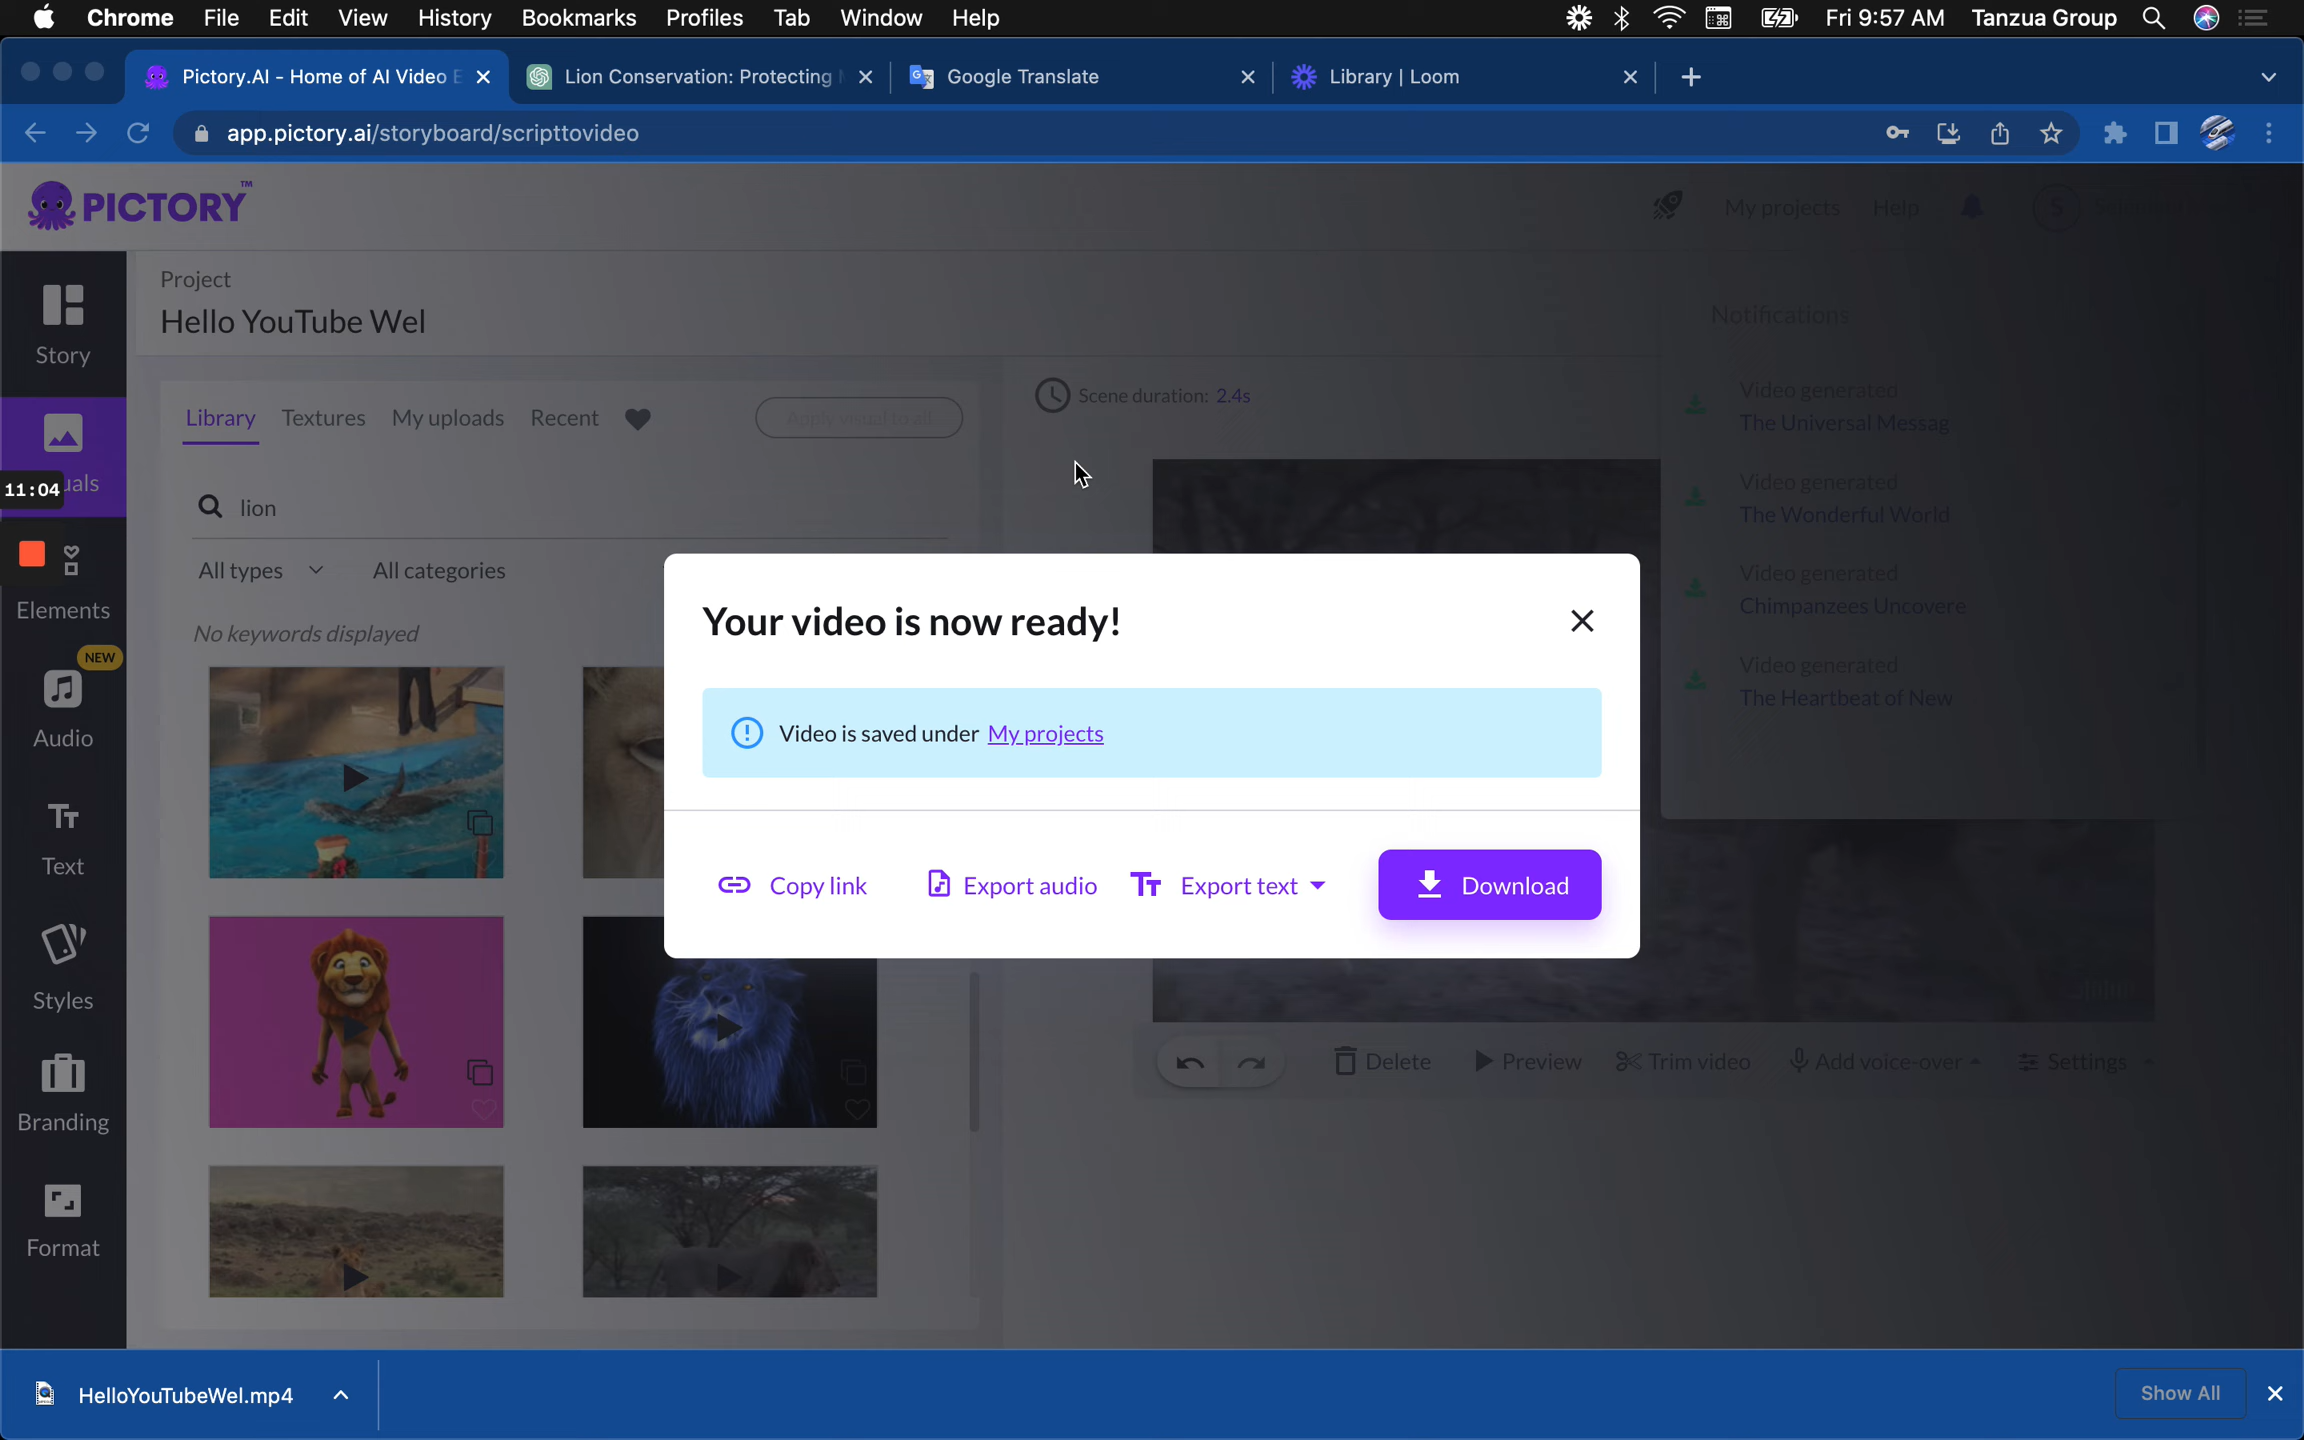 Chrome File Edit View History Bookmarks Profiles Tab Window Help Fri 9:57 AM Tanzua Group
Pictory.AI - Home of AI Video Lion Conservation: Protecting Google Translate Library | Loom
app.pictory.ai/storyboard/scripttovideo
PICTORY™ My projects Help S
Project
Hello YouTube Wel
Notifications
Story
Library Textures My uploads Recent Apply visual to all
Scene duration: 2.4s
Video generated
The Universal Messag
11:04 uals
lion
Video generated
The Wonderful World
All types All categories
Video generated
Chimpanzees Uncovere
Elements
No keywords displayed
Your video is now ready!
NEW
Video generated
The Heartbeat of New
Audio
Video is saved under My projects
Text
Copy link Export audio Export text Download
Styles
Delete Preview Trim video Add voice-over Settings
Branding
Format
HelloYouTubeWel.mp4 Show All